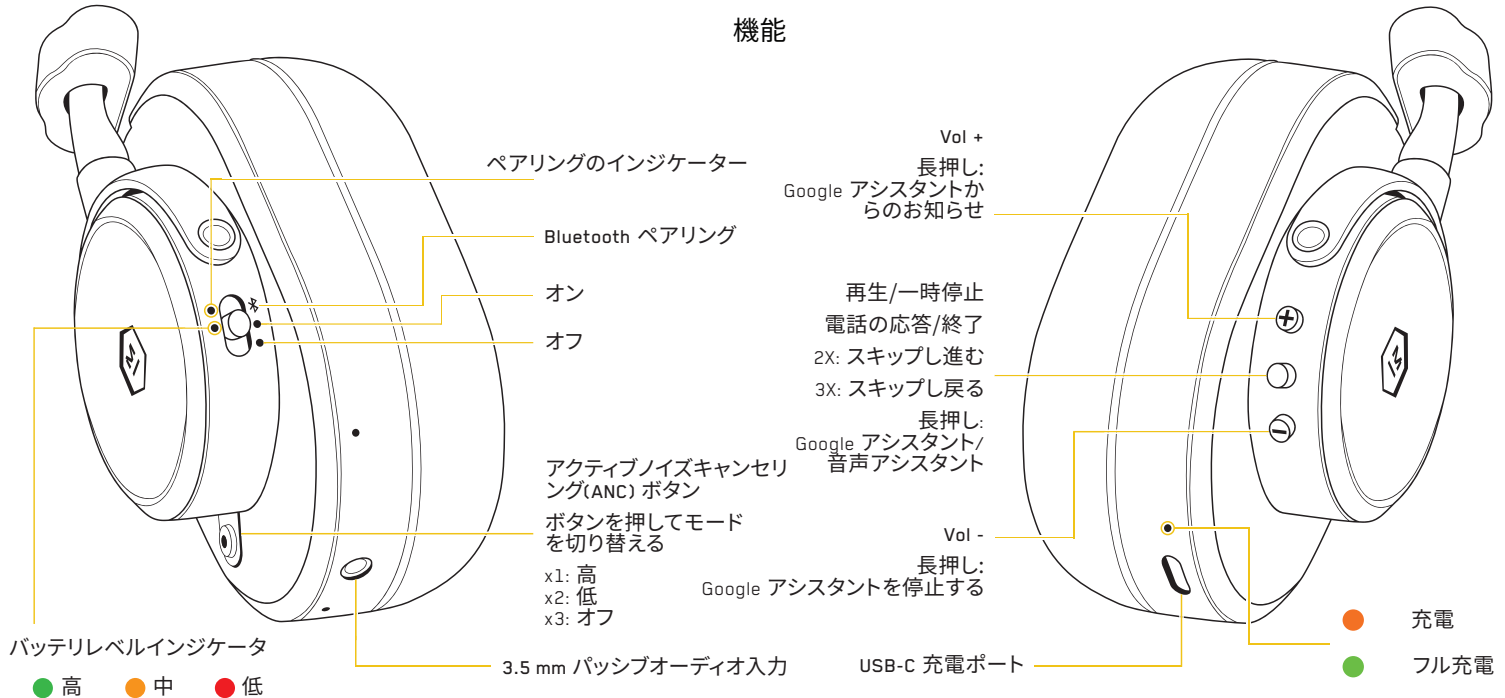 機能
ペアリングのインジケーター
Bluetooth ペアリング
オン
オフ
アクティブノイズキャンセリ
ング(ANC) ボタン
ボタンを押してモード
を切り替える
x1: 高
x2: 低
x3: オフ
バッテリレベルインジケータ
高 中 低
3.5 mm パッシブオーディオ入力
Vol +
長押し:
Google アシスタントか
らのお知らせ
再生/一時停止
電話の応答/終了
2X: スキップし進む
3X: スキップし戻る
長押し:
Google アシスタント/
音声アシスタント
Vol -
長押し:
Google アシスタントを停止する
USB-C 充電ポート
充電
フル充電